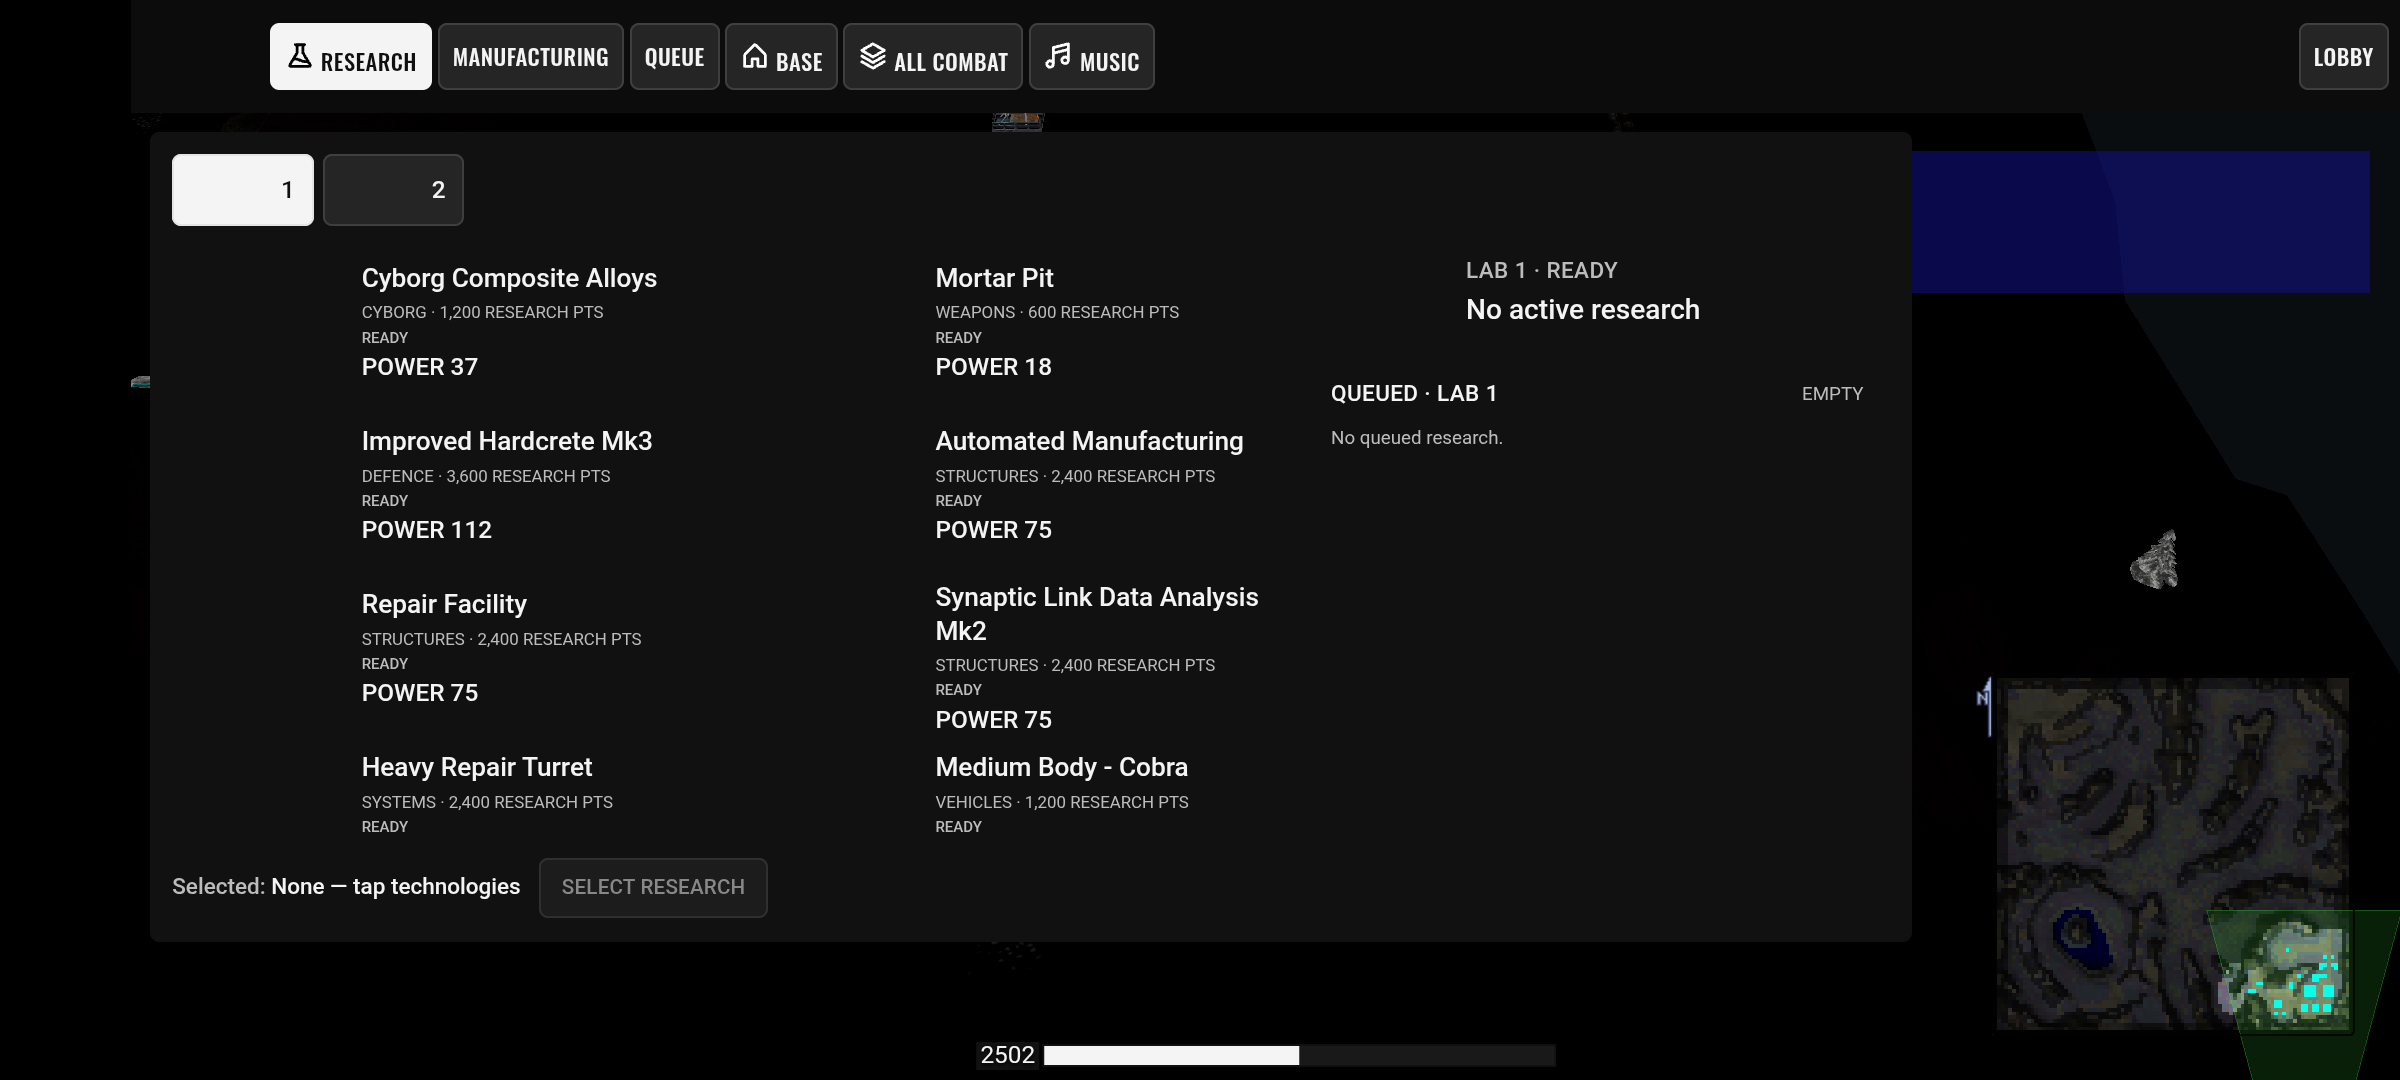 RESEARCH
MANUFACTURING
QUEUE
BASE
ALL COMBAT
MUSIC
LOBBY
1
2
Cyborg Composite Alloys
CYBORG · 1,200 RESEARCH PTS
READY
POWER 37
Mortar Pit
WEAPONS · 600 RESEARCH PTS
READY
POWER 18
Improved Hardcrete Mk3
DEFENCE · 3,600 RESEARCH PTS
READY
POWER 112
Automated Manufacturing
STRUCTURES · 2,400 RESEARCH PTS
READY
POWER 75
Repair Facility
STRUCTURES · 2,400 RESEARCH PTS
READY
POWER 75
Synaptic Link Data Analysis
Mk2
STRUCTURES · 2,400 RESEARCH PTS
READY
POWER 75
Heavy Repair Turret
SYSTEMS · 2,400 RESEARCH PTS
READY
Medium Body - Cobra
VEHICLES · 1,200 RESEARCH PTS
READY
LAB 1 · READY
No active research
QUEUED · LAB 1
EMPTY
No queued research.
Selected: None — tap technologies
SELECT RESEARCH
N
2502